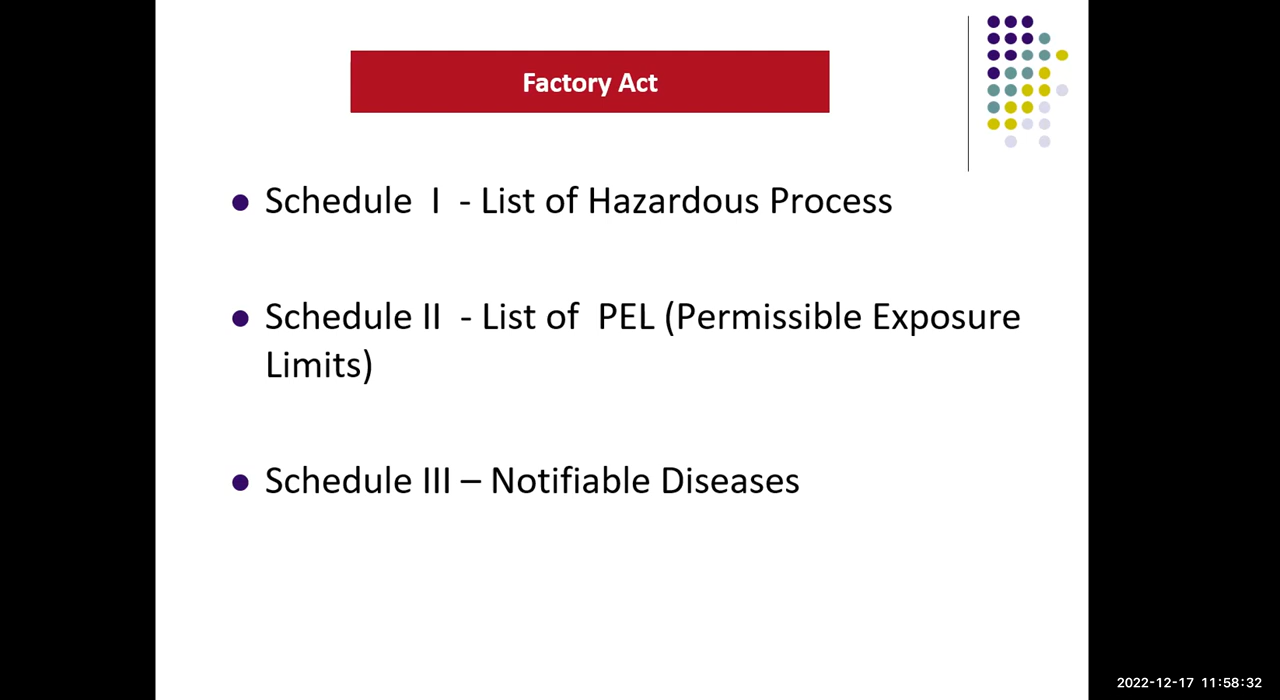 Factory Act
● Schedule I - List of Hazardous Process
● Schedule II - List of PEL (Permissible Exposure
Limits)
● Schedule III – Notifiable Diseases
2022-12-17 11:58:32